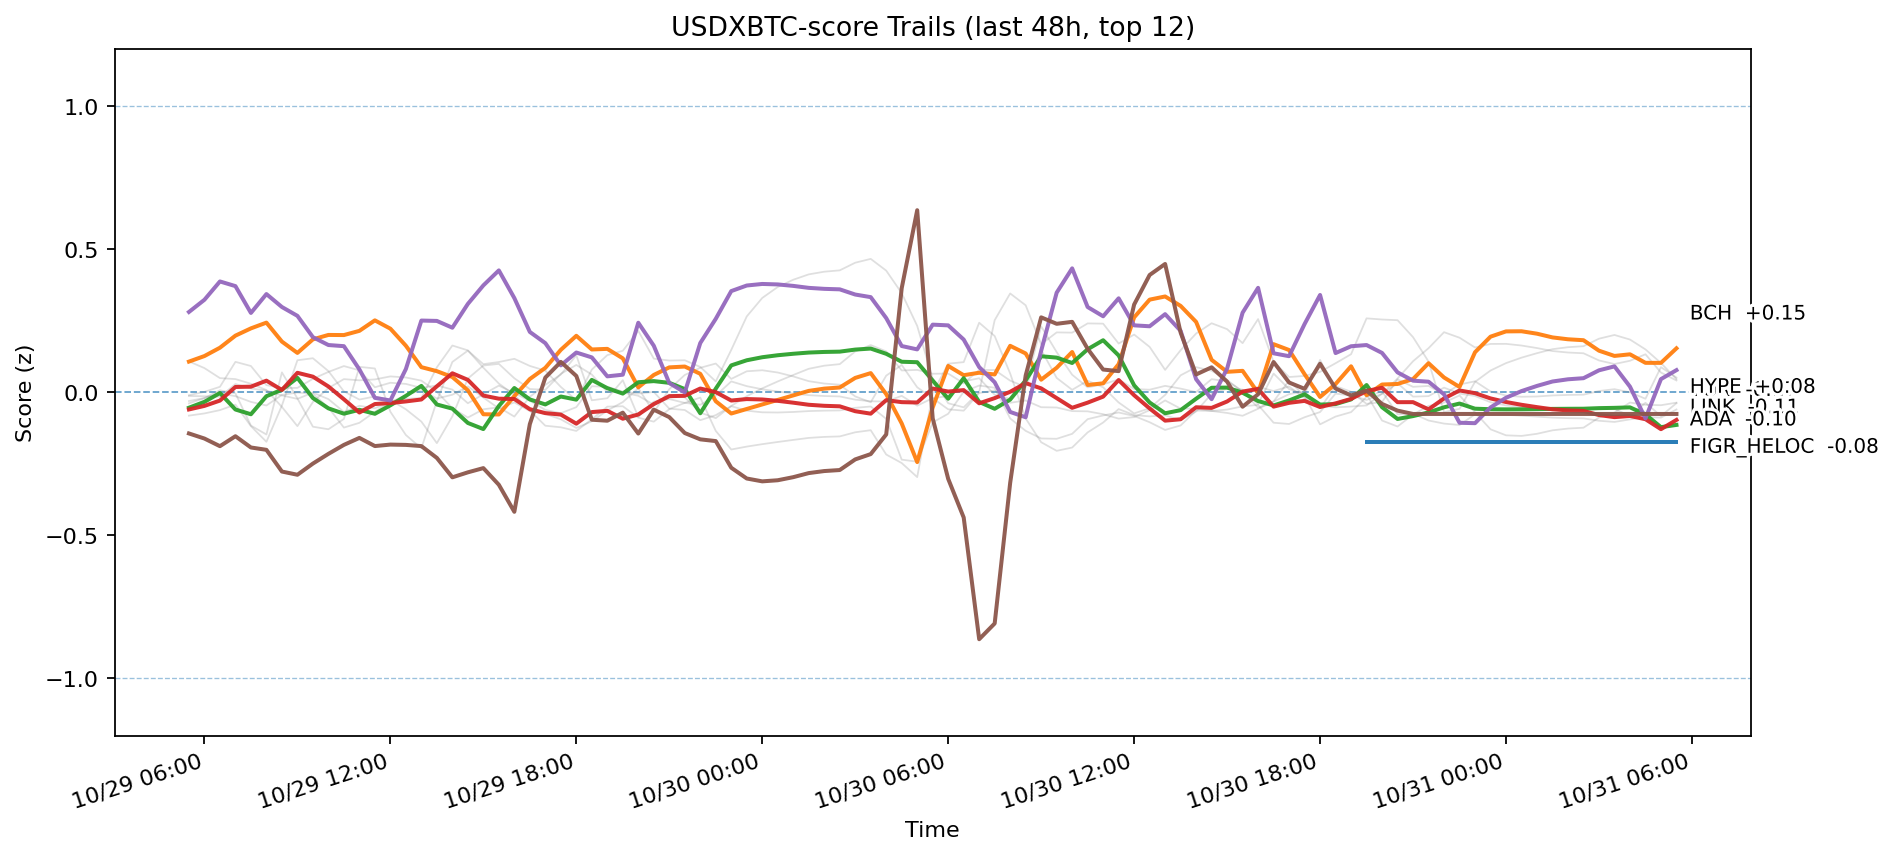 USDXBTC-score Trails (last 48h, top 12)
Score (z)
1.0
0.5
0.0
−0.5
−1.0
BCH +0.15
HYPE +0.08
LINK -0.11
ADA -0.10
FIGR_HELOC -0.08
10/29 06:00
10/29 12:00
10/29 18:00
10/30 00:00
10/30 06:00
10/30 12:00
10/30 18:00
10/31 00:00
10/31 06:00
Time